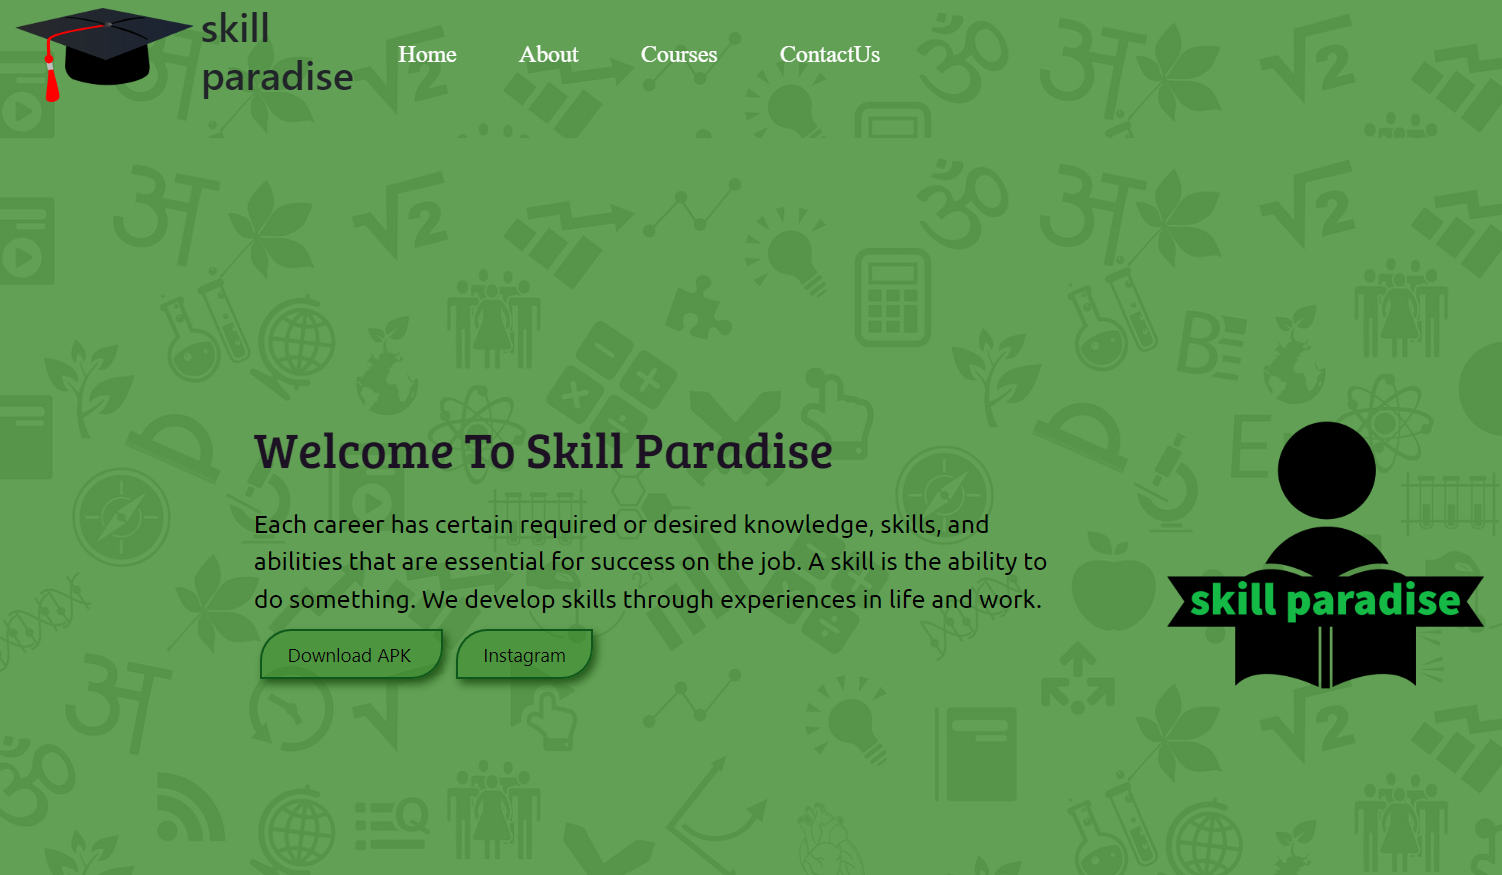 skill
paradise
Home About Courses ContactUs
Welcome To Skill Paradise
Each career has certain required or desired knowledge, skills, and
abilities that are essential for success on the job. A skill is the ability to
do something. We develop skills through experiences in life and work.
Download APK Instagram
skill paradise